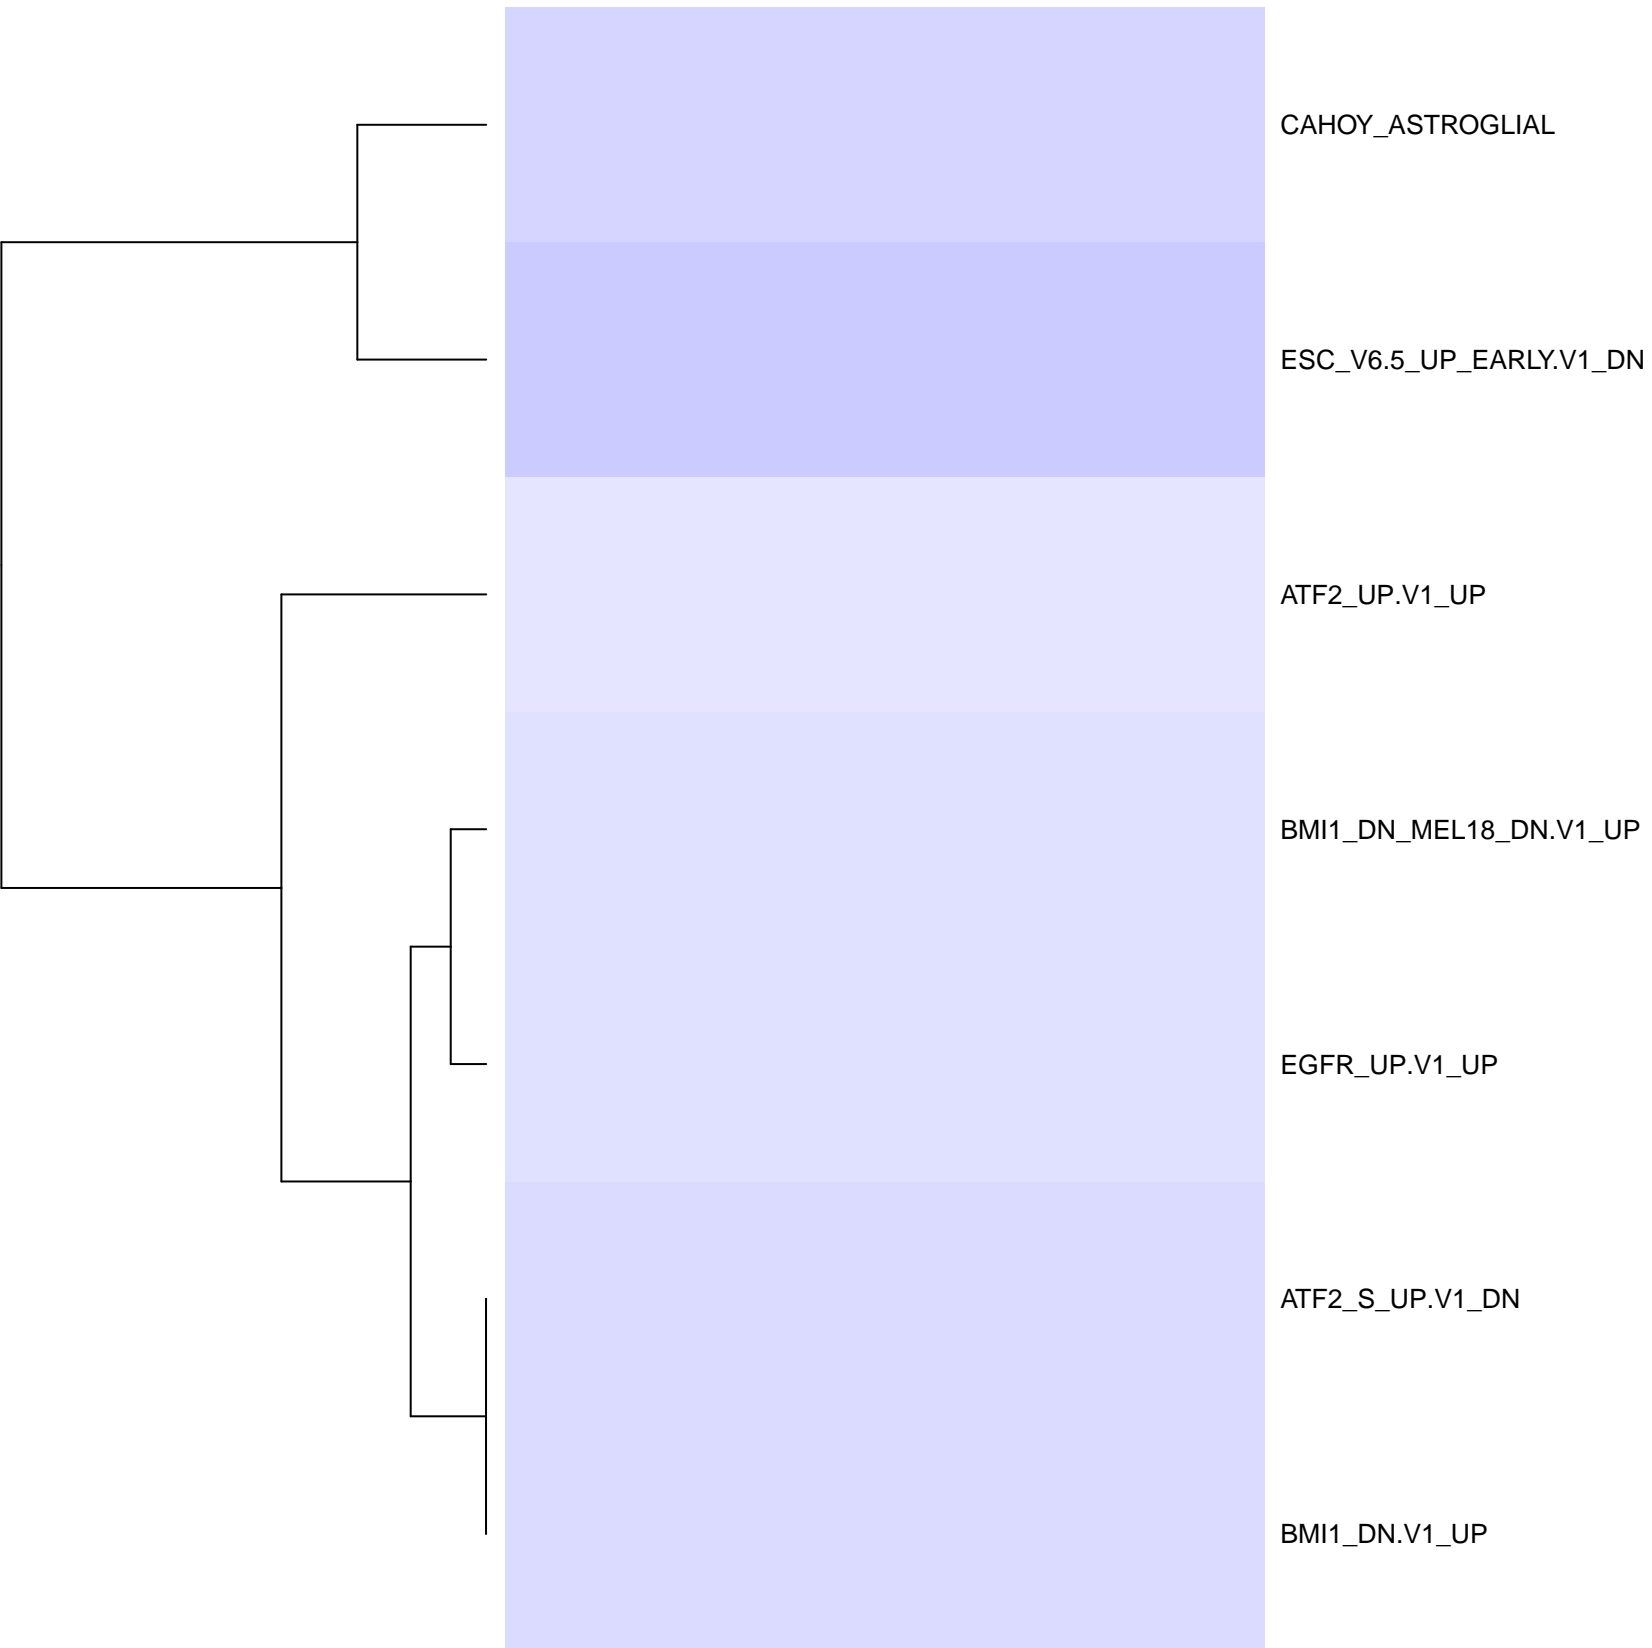 CAHOY_ASTROGLIAL
ESC_V6.5_UP_EARLY.V1_DN
ATF2_UP.V1_UP
BMI1_DN_MEL18_DN.V1_UP
EGFR_UP.V1_UP
ATF2_S_UP.V1_DN
BMI1_DN.V1_UP